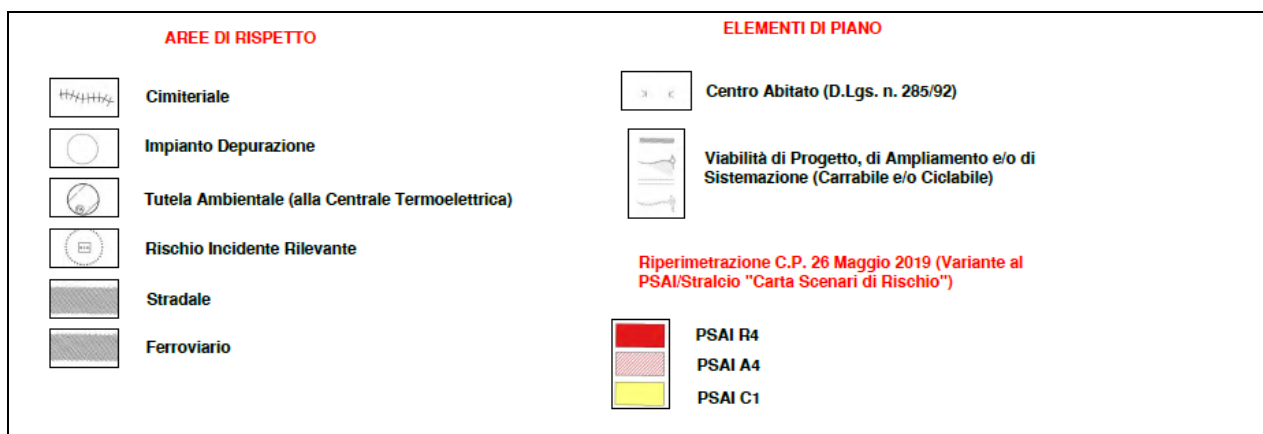 AREE DI RISPETTO
Cimiteriale
Impianto Depurazione
Tutela Ambientale (alla Centrale Termoelettrica)
Rischio Incidente Rilevante
Stradale
Ferroviario
ELEMENTI DI PIANO
Centro Abitato (D.Lgs. n. 285/92)
Viabilità di Progetto, di Ampliamento e/o di
Sistemazione (Carrabile e/o Ciclabile)
Riperimetrazione C.P. 26 Maggio 2019 (Variante al
PSAI/Stralcio "Carta Scenari di Rischio")
PSAI R4
PSAI A4
PSAI C1